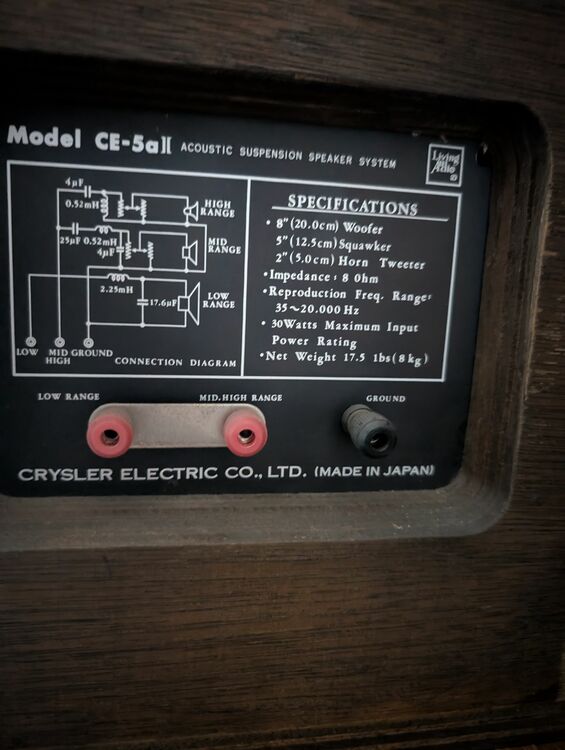 Model CE-5aII ACOUSTIC SUSPENSION SPEAKER SYSTEM
Living
Audio
4μF
0.52mH
HIGH
RANGE
25μF 0.52mH
4μF
MID
RANGE
2.25mH
17.6μF
LOW
RANGE
LOW MID GROUND
HIGH
CONNECTION DIAGRAM
SPECIFICATIONS
• 8" (20.0cm) Woofer
5" (12.5cm) Squawker
2" (5.0cm) Horn Tweeter
• Impedance: 8 Ohm
• Reproduction Freq. Range:
35~20.000 Hz
• 30Watts Maximum Input
Power Rating
• Net Weight 17.5 lbs (8kg)
LOW RANGE
MID.HIGH RANGE
GROUND
CRYSLER ELECTRIC CO., LTD. (MADE IN JAPAN)